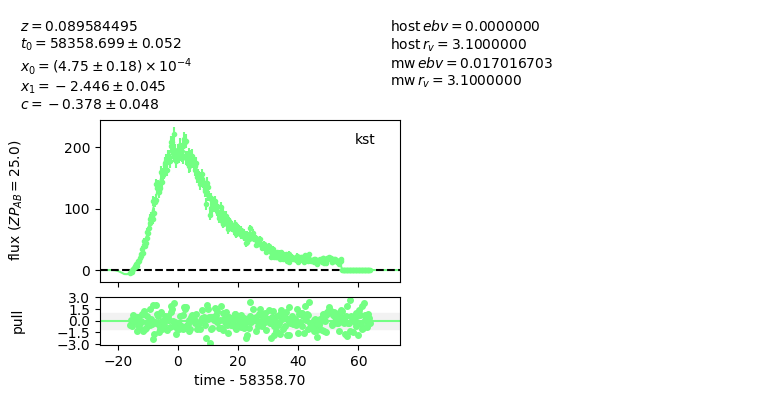 z = 0.089584495
t₀ = 58358.699 ± 0.052
x₀ = (4.75 ± 0.18) × 10⁻⁴
x₁ = −2.446 ± 0.045
c = −0.378 ± 0.048
host ebv = 0.0000000
host r_v = 3.1000000
mw ebv = 0.017016703
mw r_v = 3.1000000
flux (ZP_AB = 25.0)
200
100
0
kst
pull
3.0
1.5
0.0
−1.5
−3.0
−20 0 20 40 60
time - 58358.70